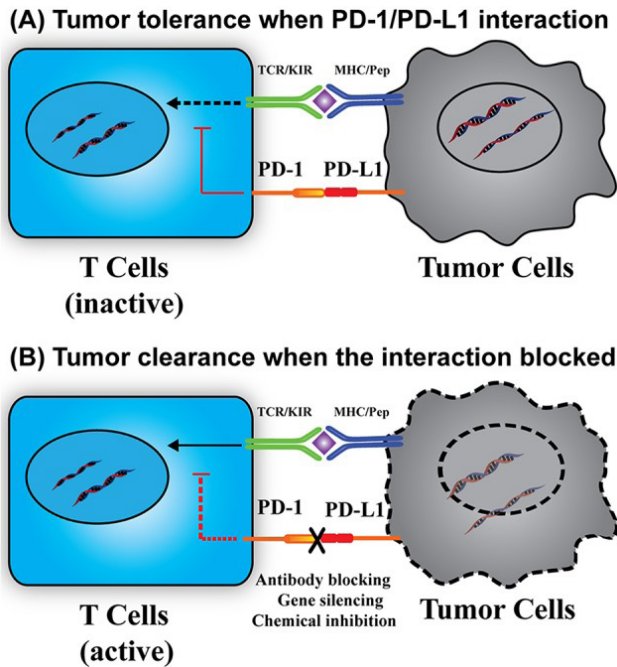 (A) Tumor tolerance when PD-1/PD-L1 interaction
TCR/KIR MHC/Pep
PD-1 PD-L1
T Cells
(inactive)
Tumor Cells
(B) Tumor clearance when the interaction blocked
TCR/KIR MHC/Pep
PD-1 PD-L1
Antibody blocking
Gene silencing
Chemical inhibition
T Cells
(active)
Tumor Cells